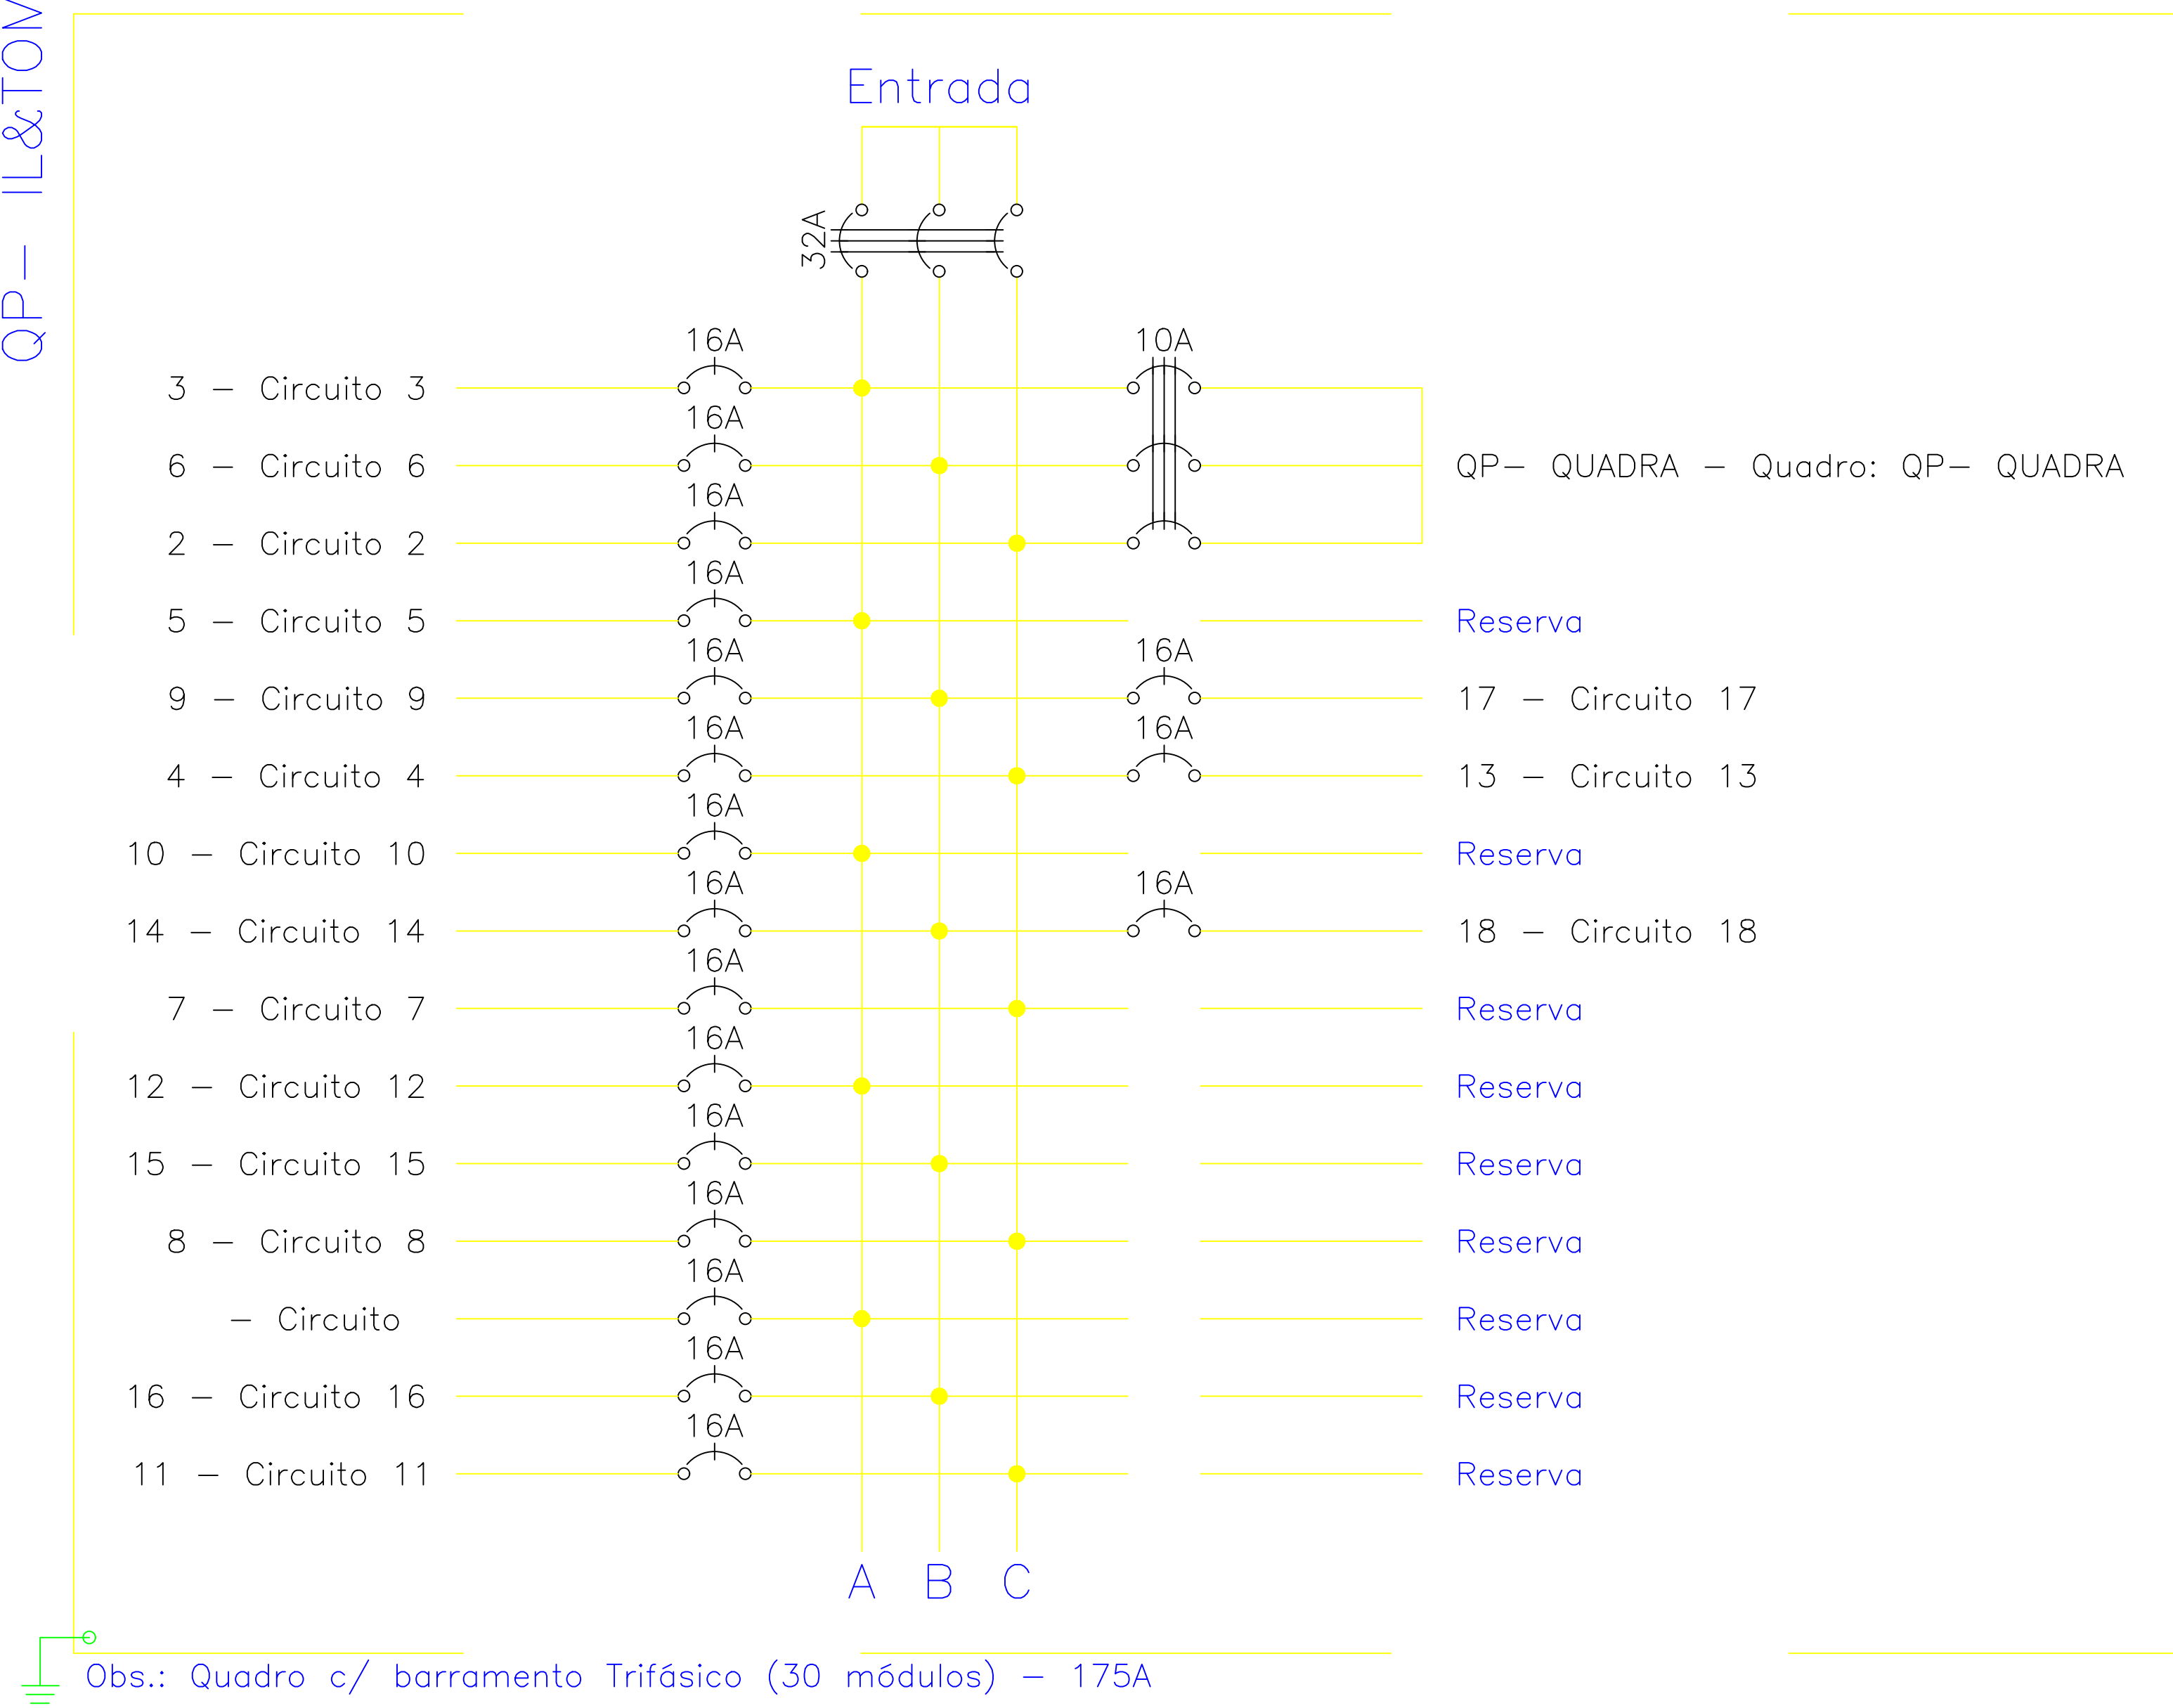 QP- IL&TOM
Entrada
32A
16A 10A
3 - Circuito 3
16A
6 - Circuito 6 QP- QUADRA - Quadro: QP- QUADRA
16A
2 - Circuito 2
16A
5 - Circuito 5 Reserva
16A 16A
9 - Circuito 9 17 - Circuito 17
16A 16A
4 - Circuito 4 13 - Circuito 13
16A
10 - Circuito 10 Reserva
16A 16A
14 - Circuito 14 18 - Circuito 18
16A
7 - Circuito 7 Reserva
16A
12 - Circuito 12 Reserva
16A
15 - Circuito 15 Reserva
16A
8 - Circuito 8 Reserva
16A
- Circuito Reserva
16A
16 - Circuito 16 Reserva
16A
11 - Circuito 11 Reserva
A B C
Obs.: Quadro c/ barramento Trifásico (30 módulos) - 175A